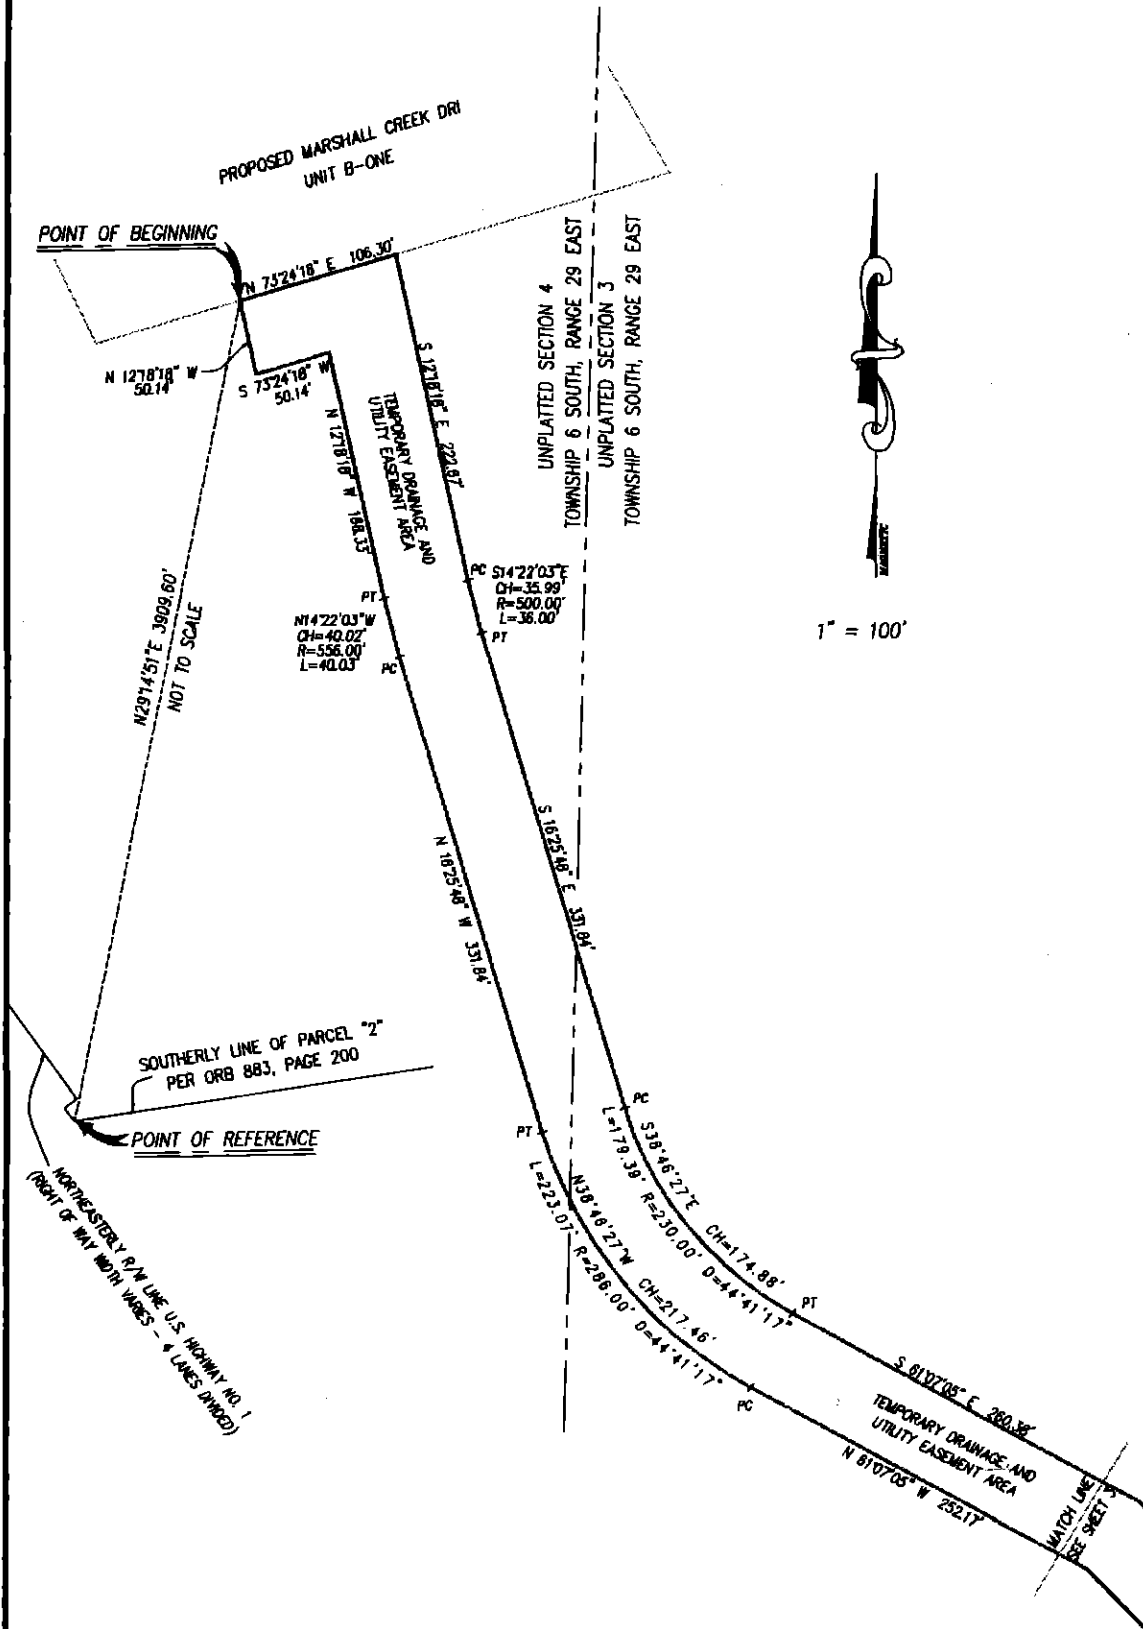 PROPOSED MARSHALL CREEK DRI
UNIT B-ONE
POINT OF BEGINNING
N 73°24'18" E 106.30'
N 12°18'18" W
50.14'
S 73°24'18" W
50.14'
N 12°18'18" W 188.33'
TEMPORARY DRAINAGE AND
UTILITY EASEMENT AREA
S 12°18'18" E 222.67'
UNPLATTED SECTION 4
TOWNSHIP 6 SOUTH, RANGE 29 EAST
UNPLATTED SECTION 3
TOWNSHIP 6 SOUTH, RANGE 29 EAST
MAGNETIC
1" = 100'
PC
S14°22'03"E
CH=35.99'
R=500.00'
L=36.00'
PT
PT
N14°22'03"W
CH=40.02'
R=556.00'
L=40.03'
PC
N29°14'51"E 3909.60'
NOT TO SCALE
S 16°25'48" E 331.84'
N 16°25'48" W 331.84'
SOUTHERLY LINE OF PARCEL "2"
PER ORB 883, PAGE 200
POINT OF REFERENCE
NORTHEASTERLY R/W LINE U.S. HIGHWAY NO. 1
(RIGHT OF WAY WIDTH VARIES - 4 LANES DIVIDED)
PC
S38°46'27"E CH=174.88'
L=179.39' R=230.00' D=44°41'17"
PT
PT
N38°46'27"W CH=217.46'
L=223.07' R=286.00' D=44°41'17"
PC
S 61°07'05" E 260.38'
TEMPORARY DRAINAGE AND
UTILITY EASEMENT AREA
N 61°07'05" W 252.17'
MATCH LINE
SEE SHEET 5